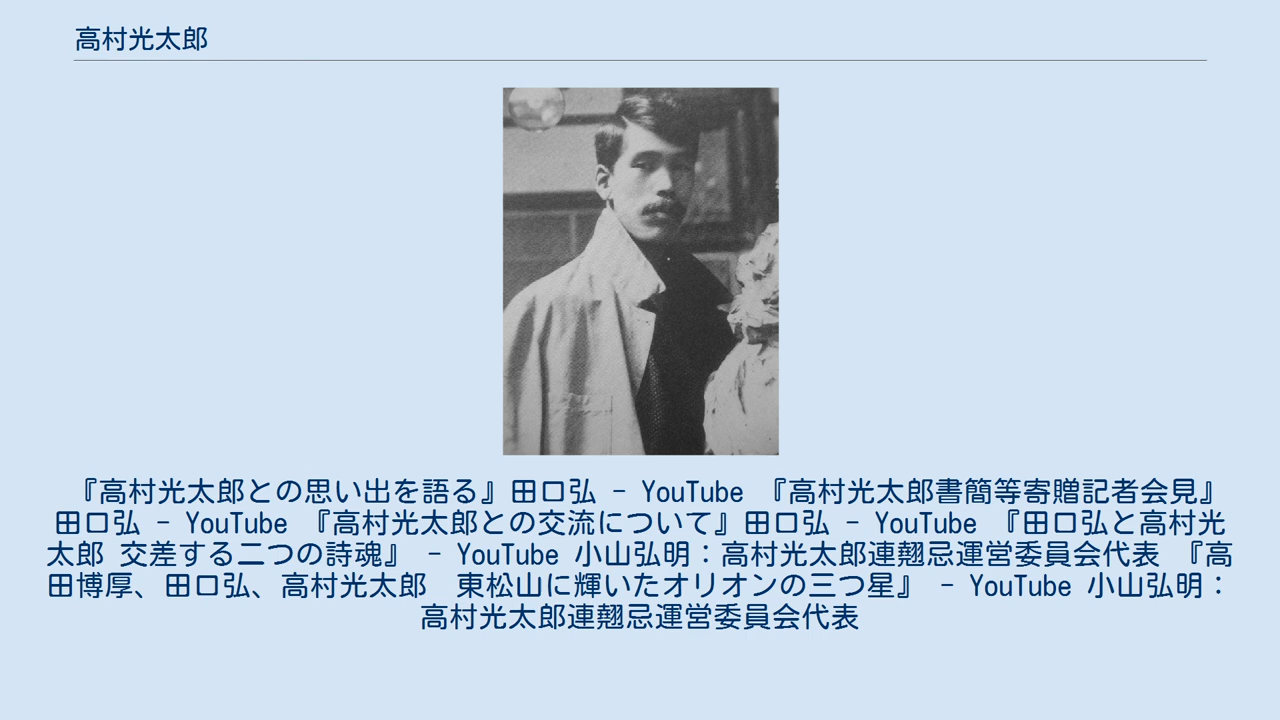 高村光太郎
『高村光太郎との思い出を語る』田口弘 - YouTube 『高村光太郎書簡等寄贈記者会見』
田口弘 - YouTube 『高村光太郎との交流について』田口弘 - YouTube 『田口弘と高村光
太郎 交差する二つの詩魂』 - YouTube 小山弘明：高村光太郎連翹忌運営委員会代表 『高
田博厚、田口弘、高村光太郎　東松山に輝いたオリオンの三つ星』 - YouTube 小山弘明：
高村光太郎連翹忌運営委員会代表